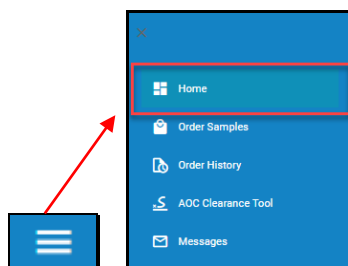 Home
Order Samples
Order History
AOC Clearance Tool
Messages